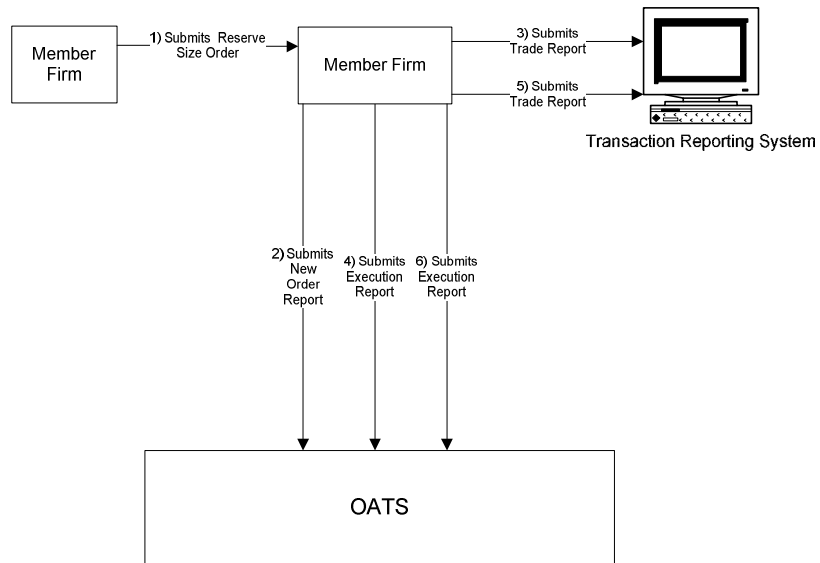 Member
Firm
1) Submits Reserve
Size Order
Member Firm
3) Submits
Trade Report
5) Submits
Trade Report
Transaction Reporting System
2) Submits
New
Order
Report
4) Submits
Execution
Report
6) Submits
Execution
Report
OATS